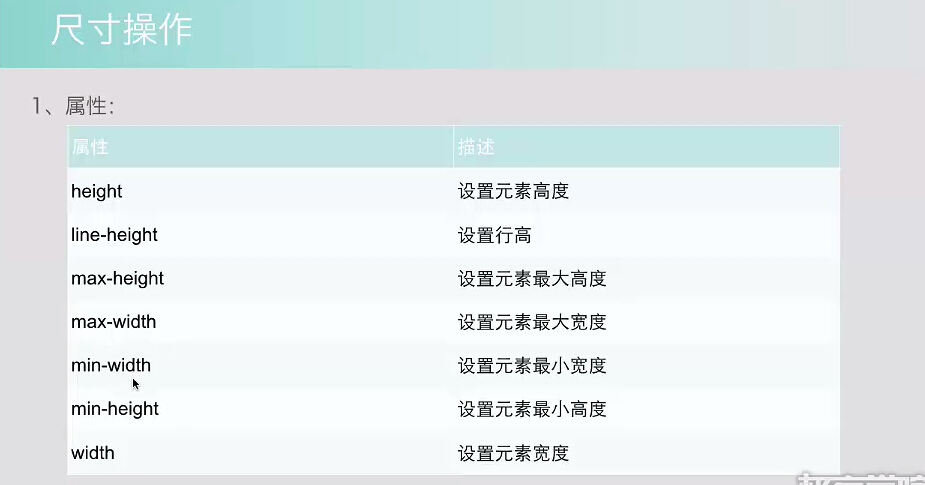 尺寸操作
1、属性：
属性 描述
height 设置元素高度
line-height 设置行高
max-height 设置元素最大高度
max-width 设置元素最大宽度
min-width 设置元素最小宽度
min-height 设置元素最小高度
width 设置元素宽度